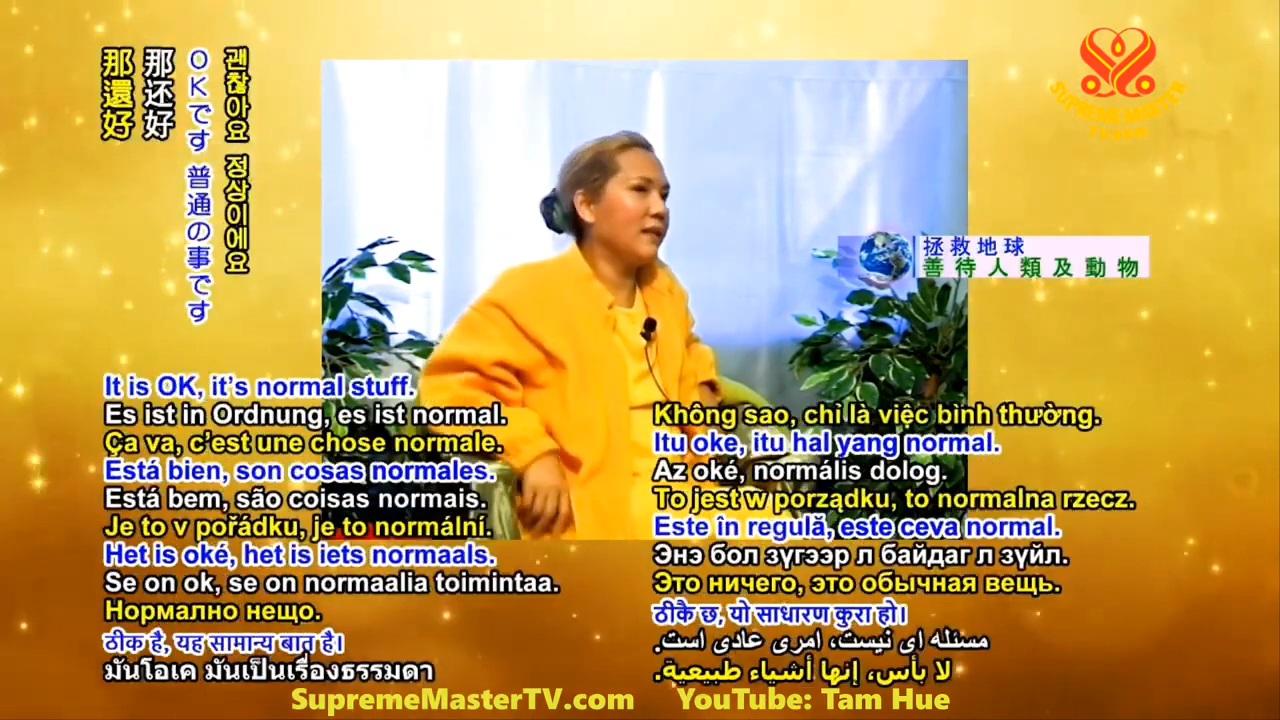 那還好
那还好
OKです 普通の事です
괜찮아요 정상이에요
SUPREME MASTER
拯救地球
善待人類及動物
It is OK, it’s normal stuff.
Es ist in Ordnung, es ist normal.
Ça va, c’est une chose normale.
Está bien, son cosas normales.
Está bem, são coisas normais.
Je to v pořádku, je to normální.
Het is oké, het is iets normaals.
Se on ok, se on normaalia toimintaa.
Нормално нещо.
ठीक है, यह सामान्य बात है।
มันโอเค มันเป็นเรื่องธรรมดา
Không sao, chỉ là việc bình thường.
Itu oke, itu hal yang normal.
Az oké, normális dolog.
To jest w porządku, to normalna rzecz.
Este în regulă, este ceva normal.
Энэ бол зүгээр л байдаг л зүйл.
Это ничего, это обычная вещь.
ठीकै छ, यो साधारण कुरा हो।
مسئله ای نیست، امری عادی است.
لا بأس، إنها أشياء طبيعية.
SupremeMasterTV.com YouTube: Tam Hue